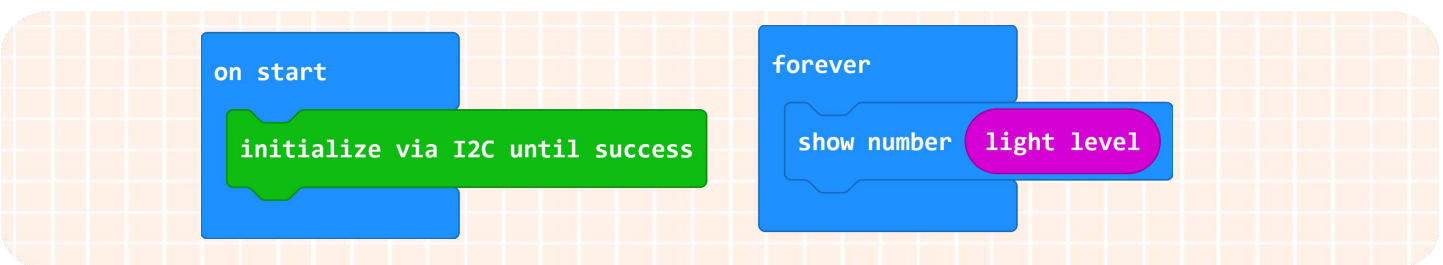 on start
initialize via I2C until success
forever
show number light level